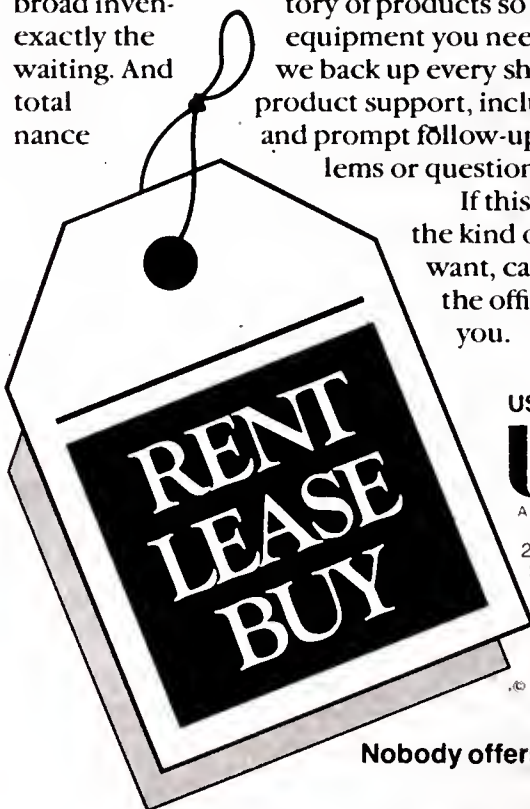 broad inven- tory of products so
exactly the equipment you nee
waiting. And we back up every sh
total product support, inclu
nance and prompt follow-up
lems or question
If this
the kind o
want, ca
the offi
you.
US
A
2
RENT
LEASE
BUY
©
Nobody offer